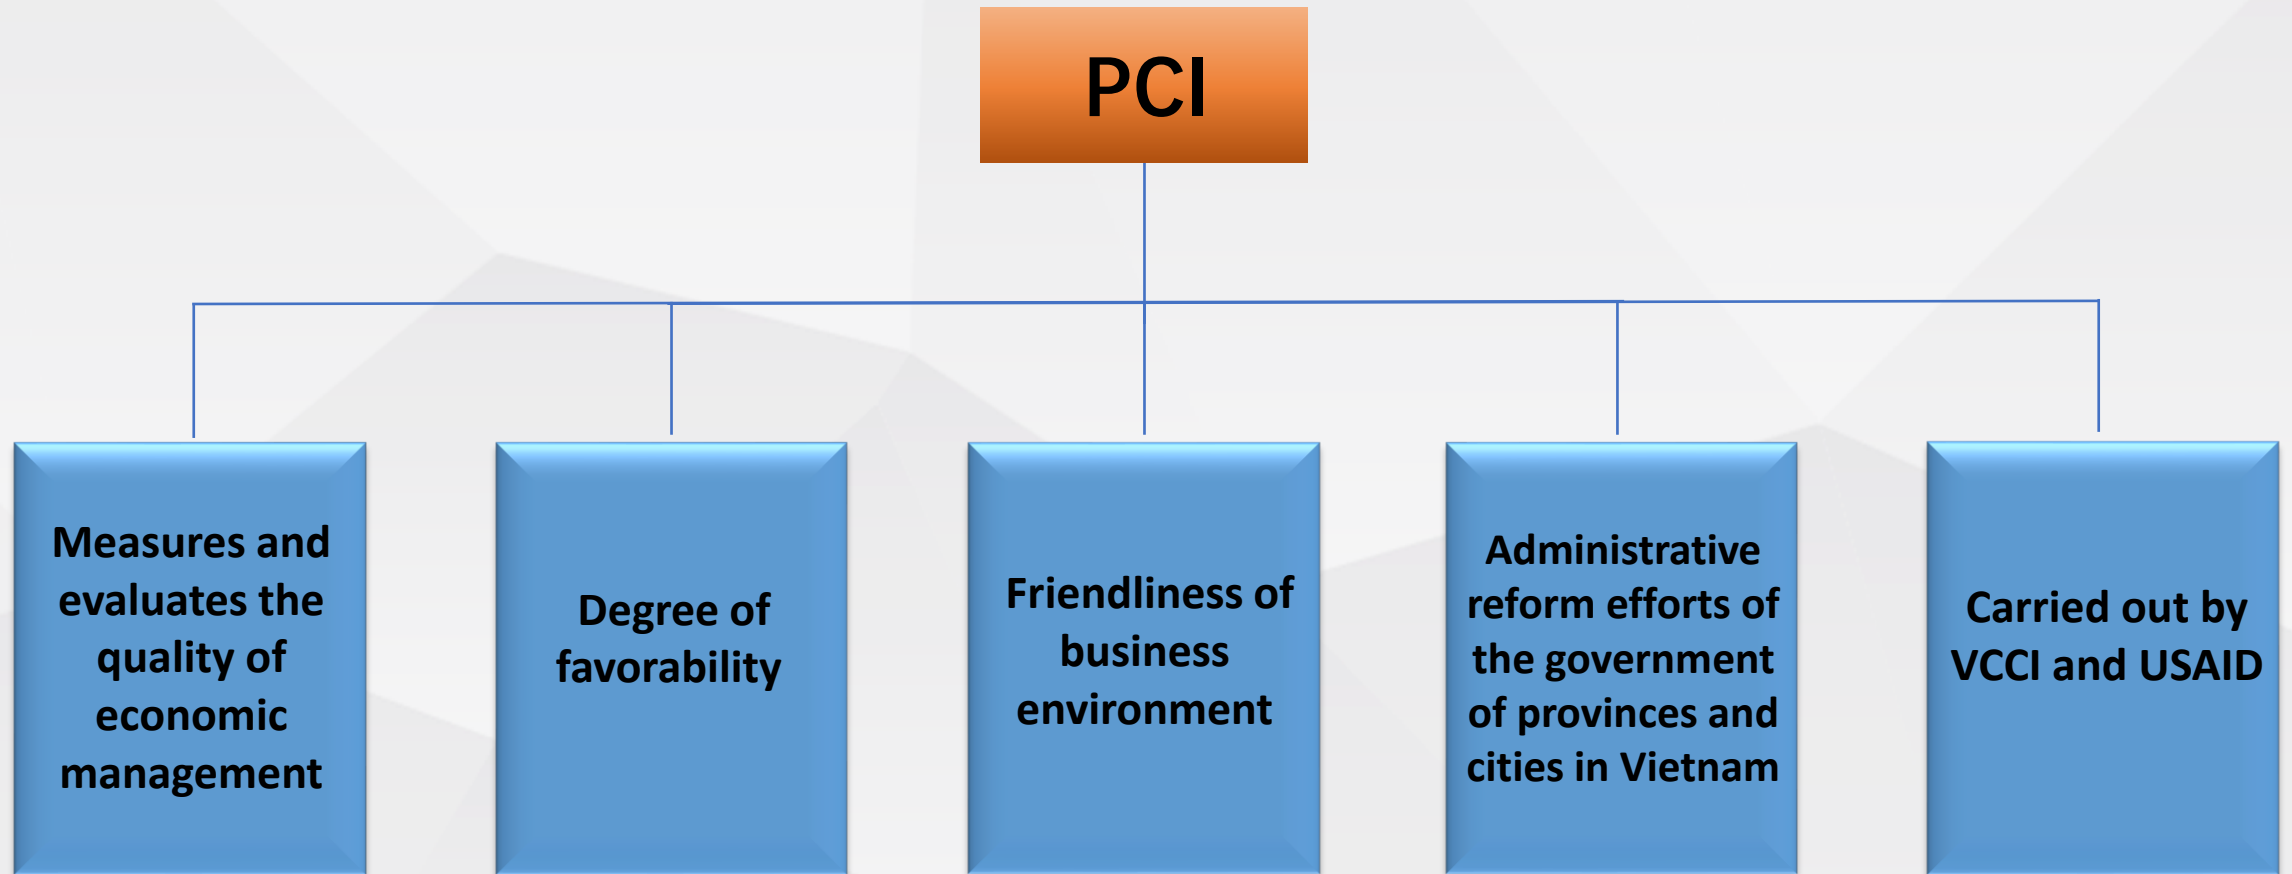 PCI
Measures and
evaluates the
quality of
economic
management
Degree of
favorability
Friendliness of
business
environment
Administrative
reform efforts of
the government
of provinces and
cities in Vietnam
Carried out by
VCCI and USAID